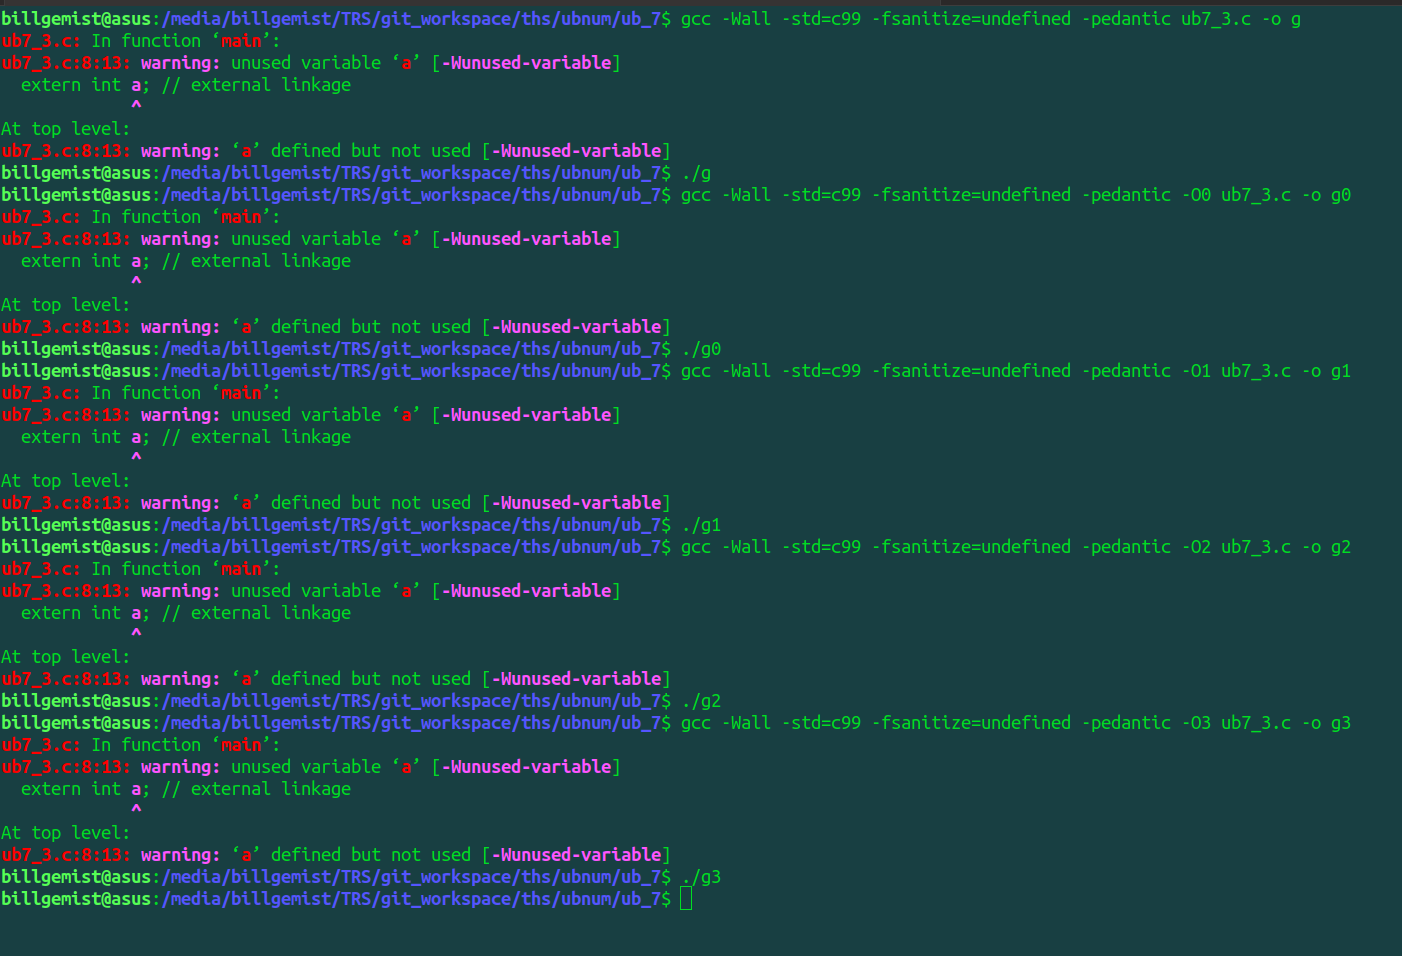 billgemist@asus:/media/billgemist/TRS/git_workspace/ths/ubnum/ub_7$ gcc -Wall -std=c99 -fsanitize=undefined -pedantic ub7_3.c -o g
ub7_3.c: In function ‘main’:
ub7_3.c:8:13: warning: unused variable ‘a’ [-Wunused-variable]
  extern int a; // external linkage
             ^
At top level:
ub7_3.c:8:13: warning: ‘a’ defined but not used [-Wunused-variable]
billgemist@asus:/media/billgemist/TRS/git_workspace/ths/ubnum/ub_7$ ./g
billgemist@asus:/media/billgemist/TRS/git_workspace/ths/ubnum/ub_7$ gcc -Wall -std=c99 -fsanitize=undefined -pedantic -O0 ub7_3.c -o g0
ub7_3.c: In function ‘main’:
ub7_3.c:8:13: warning: unused variable ‘a’ [-Wunused-variable]
  extern int a; // external linkage
             ^
At top level:
ub7_3.c:8:13: warning: ‘a’ defined but not used [-Wunused-variable]
billgemist@asus:/media/billgemist/TRS/git_workspace/ths/ubnum/ub_7$ ./g0
billgemist@asus:/media/billgemist/TRS/git_workspace/ths/ubnum/ub_7$ gcc -Wall -std=c99 -fsanitize=undefined -pedantic -O1 ub7_3.c -o g1
ub7_3.c: In function ‘main’:
ub7_3.c:8:13: warning: unused variable ‘a’ [-Wunused-variable]
  extern int a; // external linkage
             ^
At top level:
ub7_3.c:8:13: warning: ‘a’ defined but not used [-Wunused-variable]
billgemist@asus:/media/billgemist/TRS/git_workspace/ths/ubnum/ub_7$ ./g1
billgemist@asus:/media/billgemist/TRS/git_workspace/ths/ubnum/ub_7$ gcc -Wall -std=c99 -fsanitize=undefined -pedantic -O2 ub7_3.c -o g2
ub7_3.c: In function ‘main’:
ub7_3.c:8:13: warning: unused variable ‘a’ [-Wunused-variable]
  extern int a; // external linkage
             ^
At top level:
ub7_3.c:8:13: warning: ‘a’ defined but not used [-Wunused-variable]
billgemist@asus:/media/billgemist/TRS/git_workspace/ths/ubnum/ub_7$ ./g2
billgemist@asus:/media/billgemist/TRS/git_workspace/ths/ubnum/ub_7$ gcc -Wall -std=c99 -fsanitize=undefined -pedantic -O3 ub7_3.c -o g3
ub7_3.c: In function ‘main’:
ub7_3.c:8:13: warning: unused variable ‘a’ [-Wunused-variable]
  extern int a; // external linkage
             ^
At top level:
ub7_3.c:8:13: warning: ‘a’ defined but not used [-Wunused-variable]
billgemist@asus:/media/billgemist/TRS/git_workspace/ths/ubnum/ub_7$ ./g3
billgemist@asus:/media/billgemist/TRS/git_workspace/ths/ubnum/ub_7$